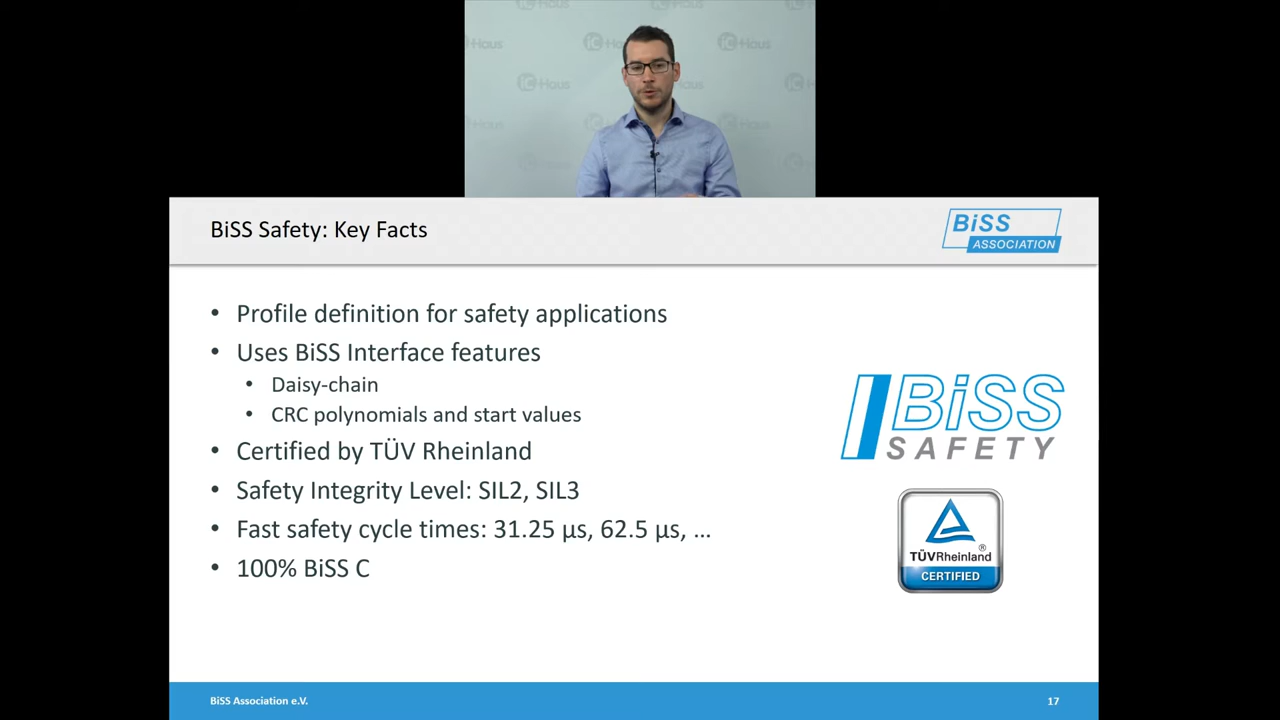 iC Haus
BiSS Safety: Key Facts
BiSS
ASSOCIATION
• Profile definition for safety applications
• Uses BiSS Interface features
• Daisy-chain
• CRC polynomials and start values
• Certified by TÜV Rheinland
• Safety Integrity Level: SIL2, SIL3
• Fast safety cycle times: 31.25 µs, 62.5 µs, ...
• 100% BiSS C
BiSS
SAFETY
TÜVRheinland®
CERTIFIED
BiSS Association e.V.
17